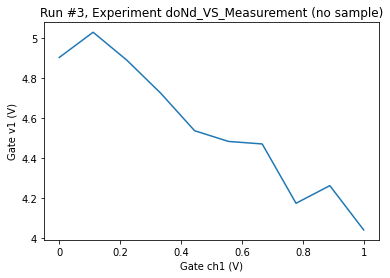 Run #3, Experiment doNd_VS_Measurement (no sample)
Gate v1 (V)
5
4.8
4.6
4.4
4.2
4
0 0.2 0.4 0.6 0.8 1
Gate ch1 (V)